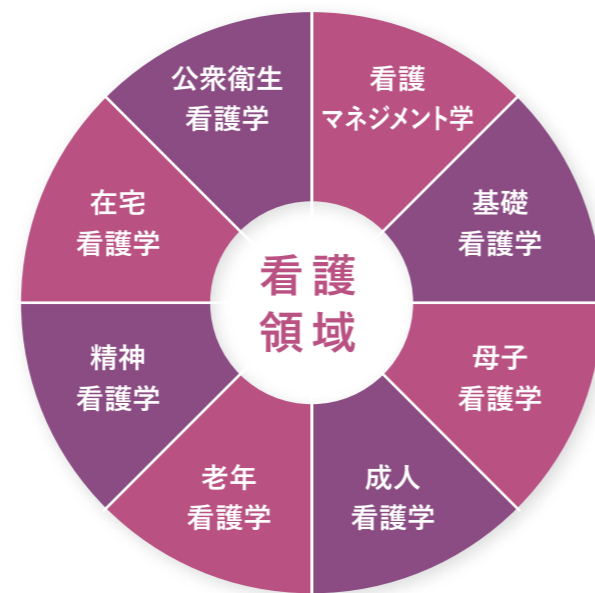 看護
マネジメント学
基礎
看護学
母子
看護学
成人
看護学
老年
看護学
精神
看護学
在宅
看護学
公衆衛生
看護学
看護
領域